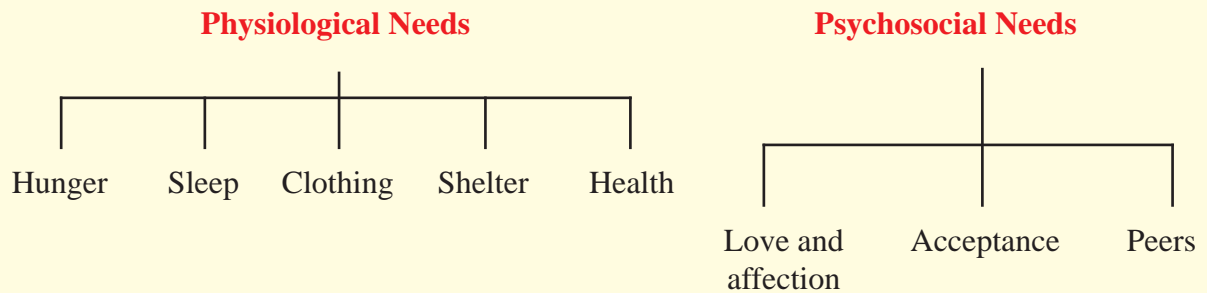 Physiological Needs
Hunger Sleep Clothing Shelter Health
Psychosocial Needs
Love and affection
Acceptance
Peers